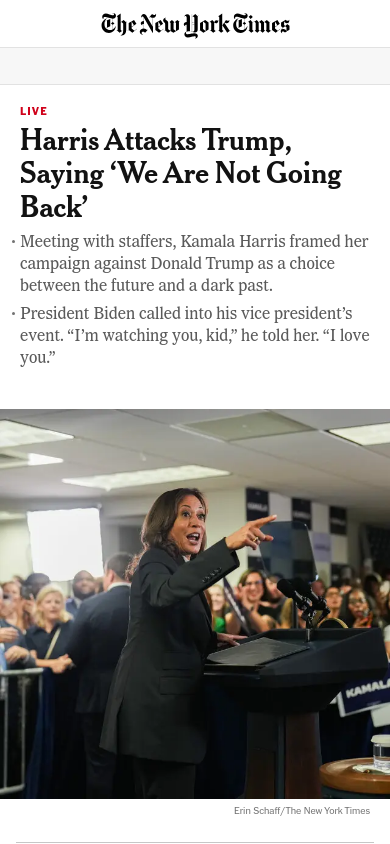 The New York Times
LIVE
Harris Attacks Trump,
Saying ‘We Are Not Going
Back’
· Meeting with staffers, Kamala Harris framed her
campaign against Donald Trump as a choice
between the future and a dark past.
· President Biden called into his vice president’s
event. “I’m watching you, kid,” he told her. “I love
you.”
KAMALA
Erin Schaff/The New York Times